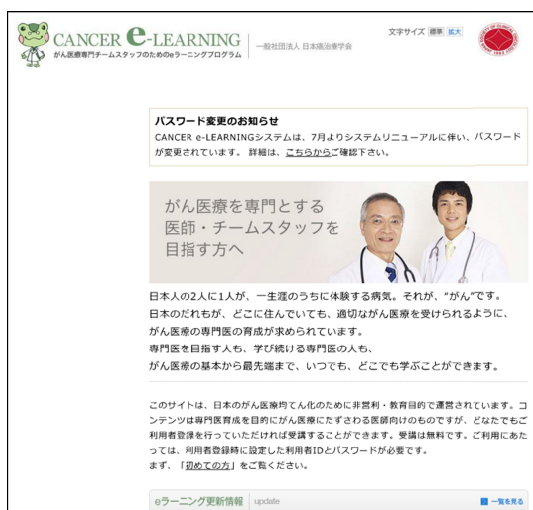 CANCER e-LEARNING
がん医療専門チームスタッフのためのeラーニングプログラム
一般社団法人 日本癌治療学会
文字サイズ 標準 拡大
パスワード変更のお知らせ
CANCER e-LEARNINGシステムは、7月よりシステムリニューアルに伴い、パスワード
が変更されています。 詳細は、こちらからご確認下さい。
がん医療を専門とする
医師・チームスタッフを
目指す方へ
日本人の2人に1人が、一生涯のうちに体験する病気。それが、“がん”です。
日本のだれもが、どこに住んでいても、適切ながん医療を受けられるように、
がん医療の専門医の育成が求められています。
専門医を目指す人も、学び続ける専門医の人も、
がん医療の基本から最先端まで、いつでも、どこでも学ぶことができます。
このサイトは、日本のがん医療均てん化のために非営利・教育目的で運営されています。コ
ンテンツは専門医育成を目的にがん医療にたずさわる医師向けのものですが、どなたでもご
利用者登録を行っていただければ受講することができます。受講は無料です。ご利用にあた
っては、利用者登録時に設定した利用者IDとパスワードが必要です。
まず、「初めての方」をご覧ください。
eラーニング更新情報 update 一覧を見る